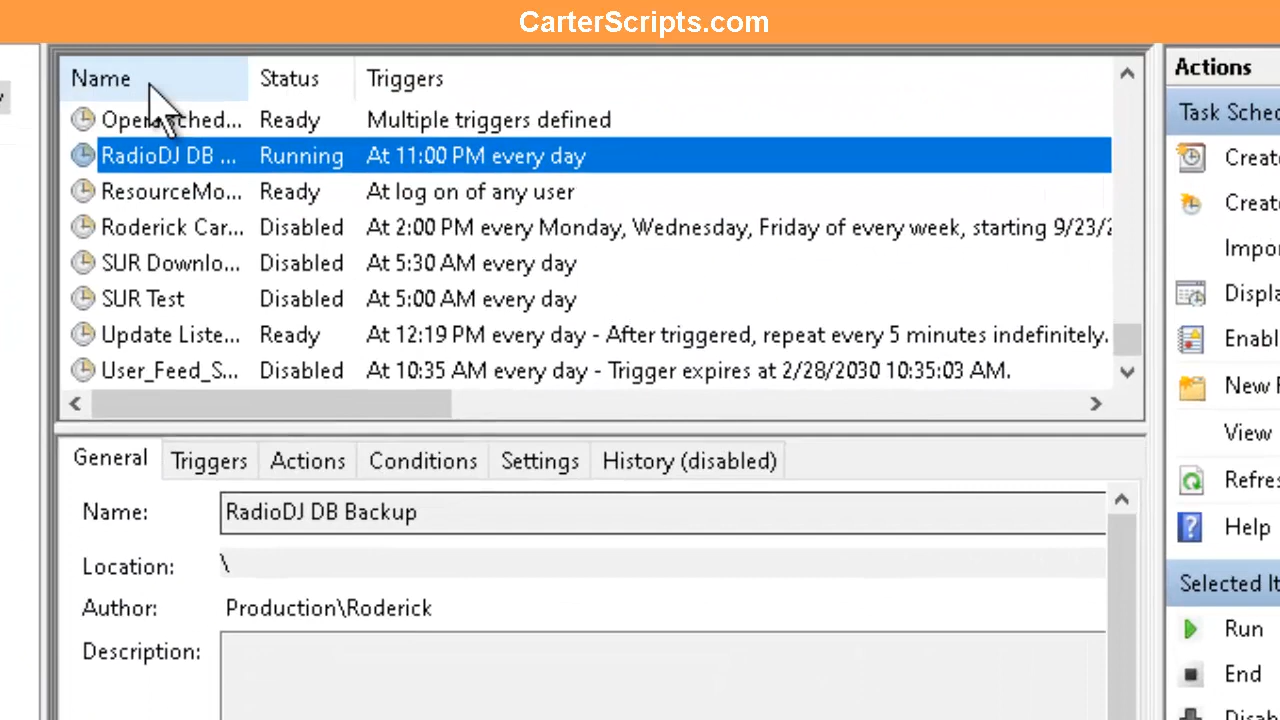 CarterScripts.com
Name Status Triggers
Opera sched... Ready Multiple triggers defined
RadioDJ DB ... Running At 11:00 PM every day
ResourceMo... Ready At log on of any user
Roderick Car... Disabled At 2:00 PM every Monday, Wednesday, Friday of every week, starting 9/23/2
SUR Downlo... Disabled At 5:30 AM every day
SUR Test Disabled At 5:00 AM every day
Update Liste... Ready At 12:19 PM every day - After triggered, repeat every 5 minutes indefinitely.
User_Feed_S... Disabled At 10:35 AM every day - Trigger expires at 2/28/2030 10:35:03 AM.
General Triggers Actions Conditions Settings History (disabled)
Name: RadioDJ DB Backup
Location: \
Author: Production\Roderick
Description:
Actions
Task Sched
Create
Create
Impor
Displa
Enabl
New F
View
Refres
Help
Selected It
Run
End
Disab